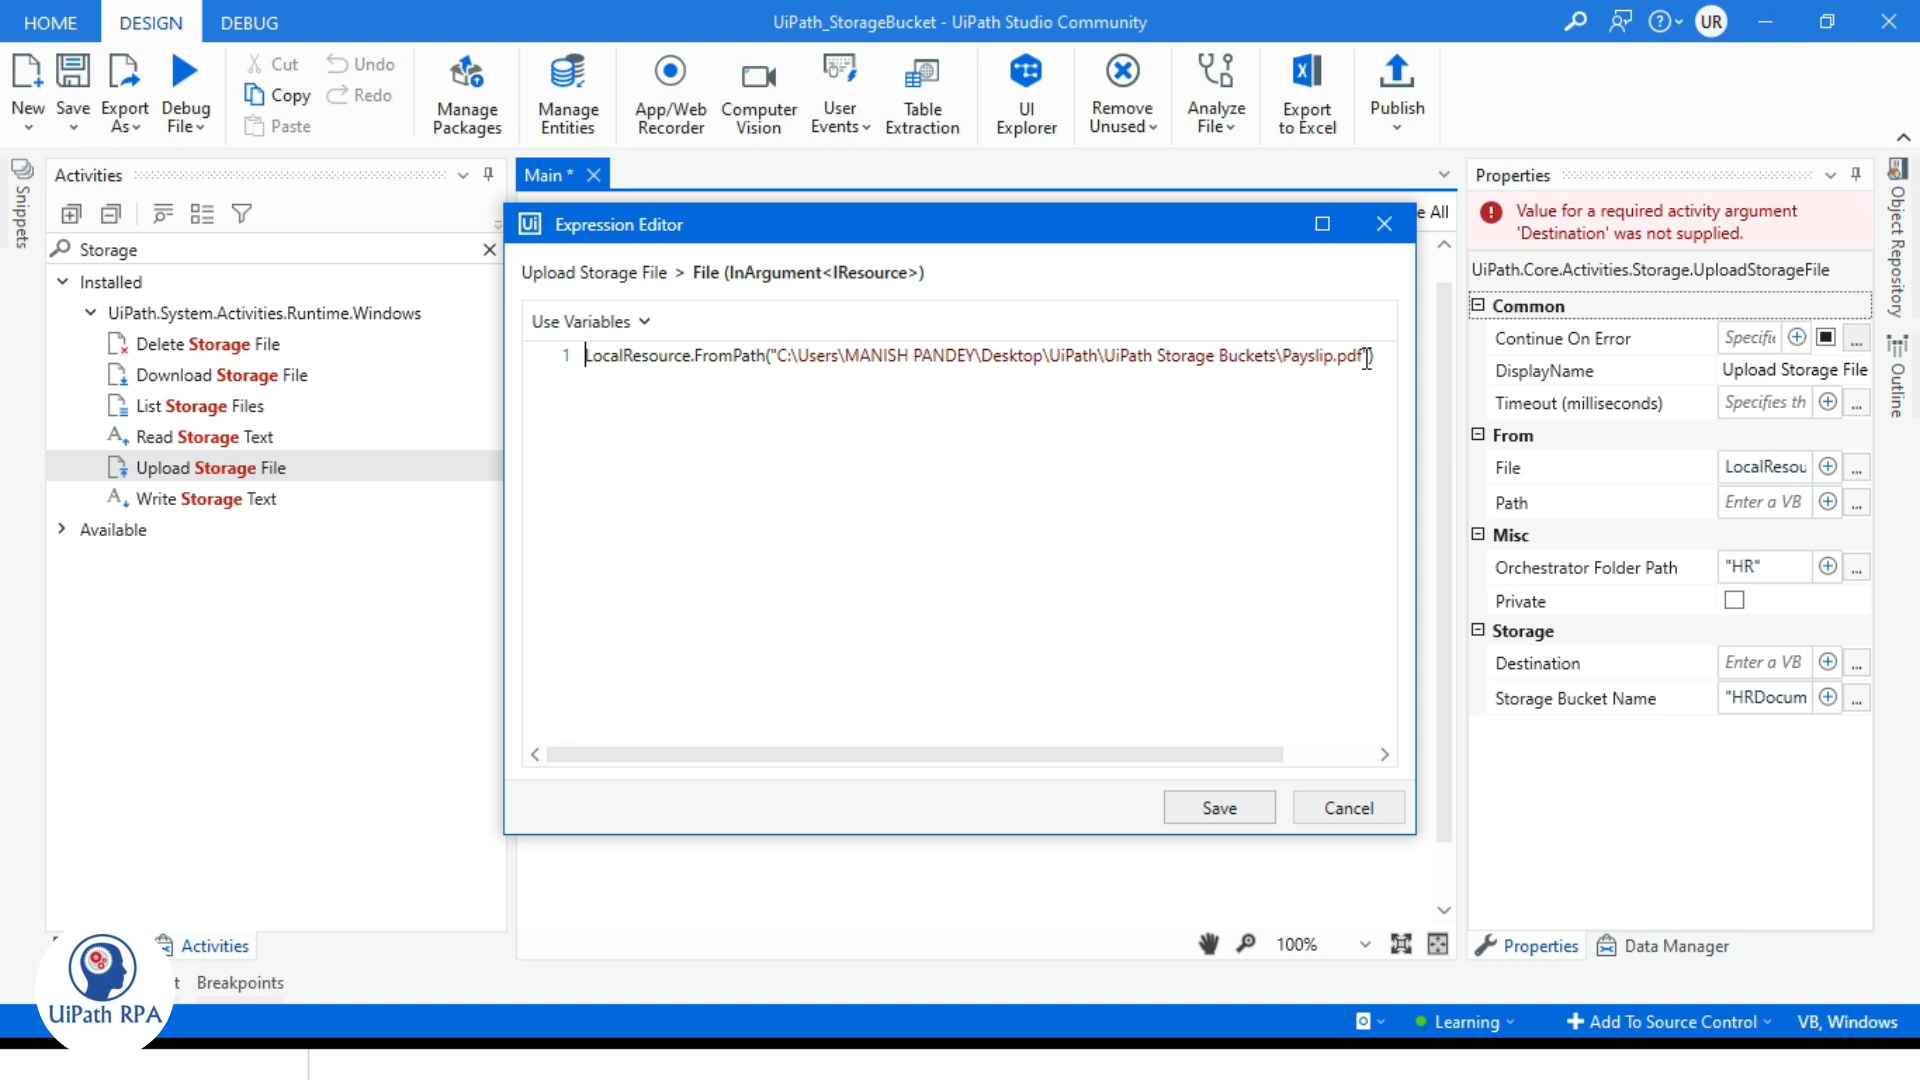 HOME DESIGN DEBUG
UiPath_StorageBucket - UiPath Studio Community
UR
New
Save
Export As
Debug File
Cut
Copy
Paste
Undo
Redo
Manage Packages
Manage Entities
App/Web Recorder
Computer Vision
User Events
Table Extraction
UI Explorer
Remove Unused
Analyze File
Export to Excel
Publish
Snippets
Activities
Storage
Installed
UiPath.System.Activities.Runtime.Windows
Delete Storage File
Download Storage File
List Storage Files
Read Storage Text
Upload Storage File
Write Storage Text
Available
Activities
Breakpoints
UiPath RPA
Main *
e All
Ui Expression Editor
Upload Storage File > File (InArgument<IResource>)
Use Variables
1 LocalResource.FromPath("C:\Users\MANISH PANDEY\Desktop\UiPath\UiPath Storage Buckets\Payslip.pdf")
Save
Cancel
100%
Properties
Value for a required activity argument
'Destination' was not supplied.
UiPath.Core.Activities.Storage.UploadStorageFile
Common
Continue On Error Specifi ...
DisplayName Upload Storage File
Timeout (milliseconds) Specifies th ...
From
File LocalResou ...
Path Enter a VB ...
Misc
Orchestrator Folder Path "HR" ...
Private
Storage
Destination Enter a VB ...
Storage Bucket Name "HRDocum ...
Properties
Data Manager
Object Repository
Outline
Learning
Add To Source Control
VB, Windows